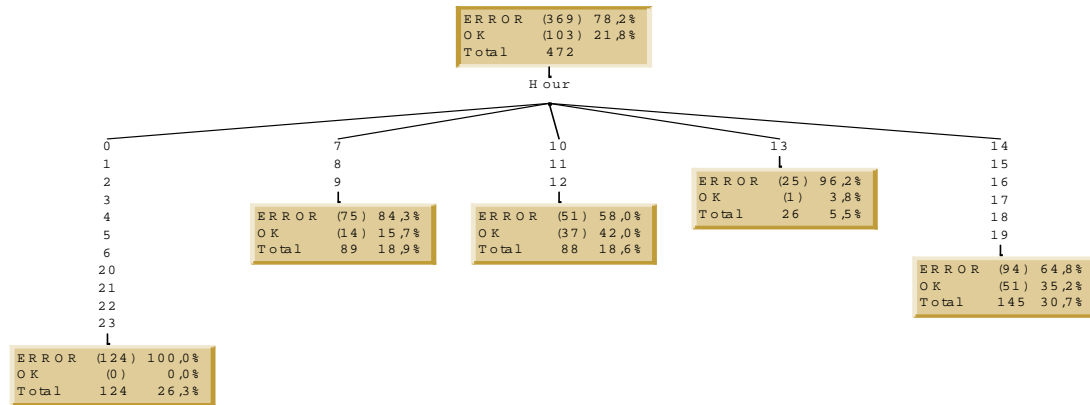 ERROR (369) 78,2%
OK (103) 21,8%
Total 472
Hour
0
1
2
3
4
5
6
20
21
22
23
ERROR (124) 100,0%
OK (0) 0,0%
Total 124 26,3%
7
8
9
ERROR (75) 84,3%
OK (14) 15,7%
Total 89 18,9%
10
11
12
ERROR (51) 58,0%
OK (37) 42,0%
Total 88 18,6%
13
ERROR (25) 96,2%
OK (1) 3,8%
Total 26 5,5%
14
15
16
17
18
19
ERROR (94) 64,8%
OK (51) 35,2%
Total 145 30,7%